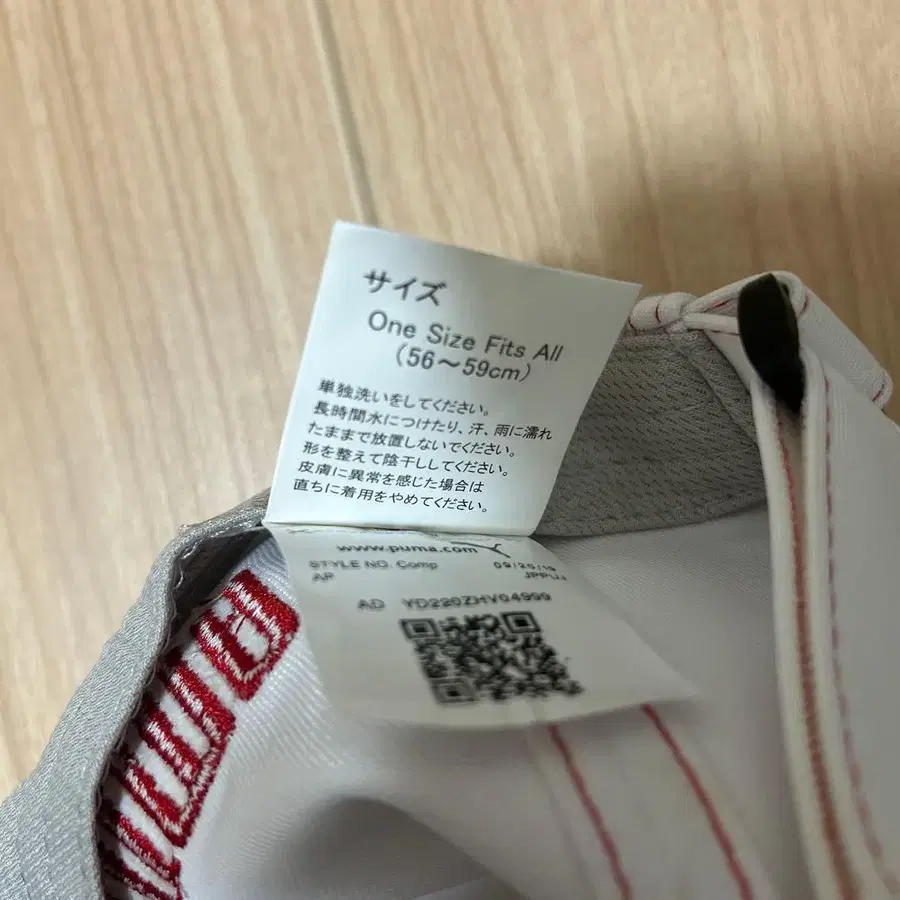 サイズ
One Size Fits All
(56～59cm)
単独洗いをしてください。
長時間水につけたり、汗、雨に濡れ
たままで放置しないでください。
形を整えて陰干ししてください。
皮膚に異常を感じた場合は
直ちに着用をやめてください。
www.puma.com
STYLE NO. Comp
AP
AD YD226ZHV04999